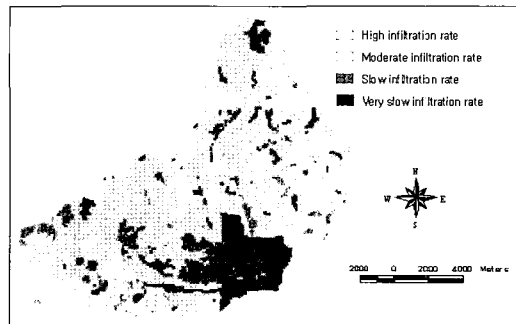 High infiltration rate
Moderate infiltration rate
Slow infiltration rate
Very slow infiltration rate
N
W E
S
2000 0 2000 4000 Meters